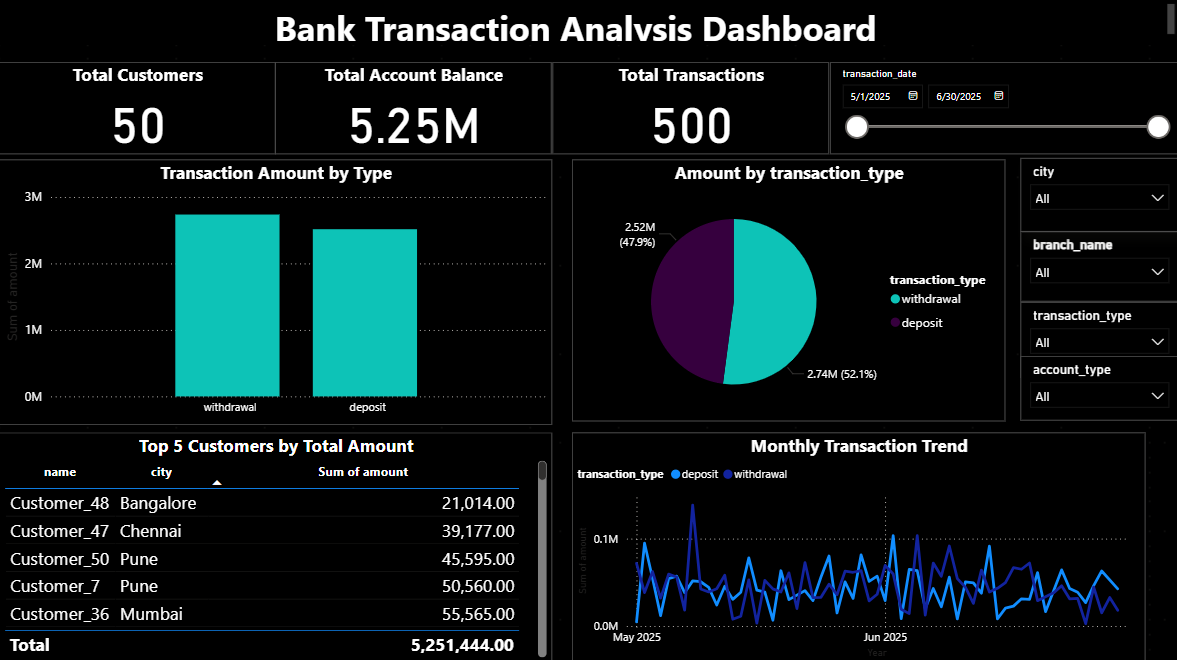 Bank Transaction Analysis Dashboard
Total Customers
50
Total Account Balance
5.25M
Total Transactions
500
transaction_date
5/1/2025
6/30/2025
Transaction Amount by Type
Sum of amount
3M
2M
1M
0M
withdrawal
deposit
Amount by transaction_type
2.52M
(47.9%)
2.74M (52.1%)
transaction_type
withdrawal
deposit
city
All
branch_name
All
transaction_type
All
account_type
All
Top 5 Customers by Total Amount
name city Sum of amount
Customer_48 Bangalore 21,014.00
Customer_47 Chennai 39,177.00
Customer_50 Pune 45,595.00
Customer_7 Pune 50,560.00
Customer_36 Mumbai 55,565.00
Total 5,251,444.00
Monthly Transaction Trend
transaction_type deposit withdrawal
Sum of amount
0.1M
0.0M
May 2025 Jun 2025
Year